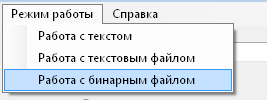 Режим работы Справка
Работа с текстом
Работа с текстовым файлом
Работа с бинарным файлом